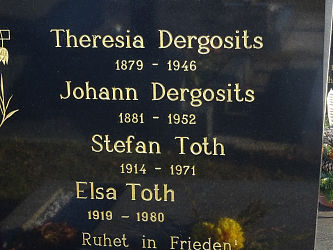 Theresia Dergosits
1879 - 1946
Johann Dergosits
1881 - 1952
Stefan Toth
1914 - 1971
Elsa Toth
1919 - 1980
Ruhet in Frieden